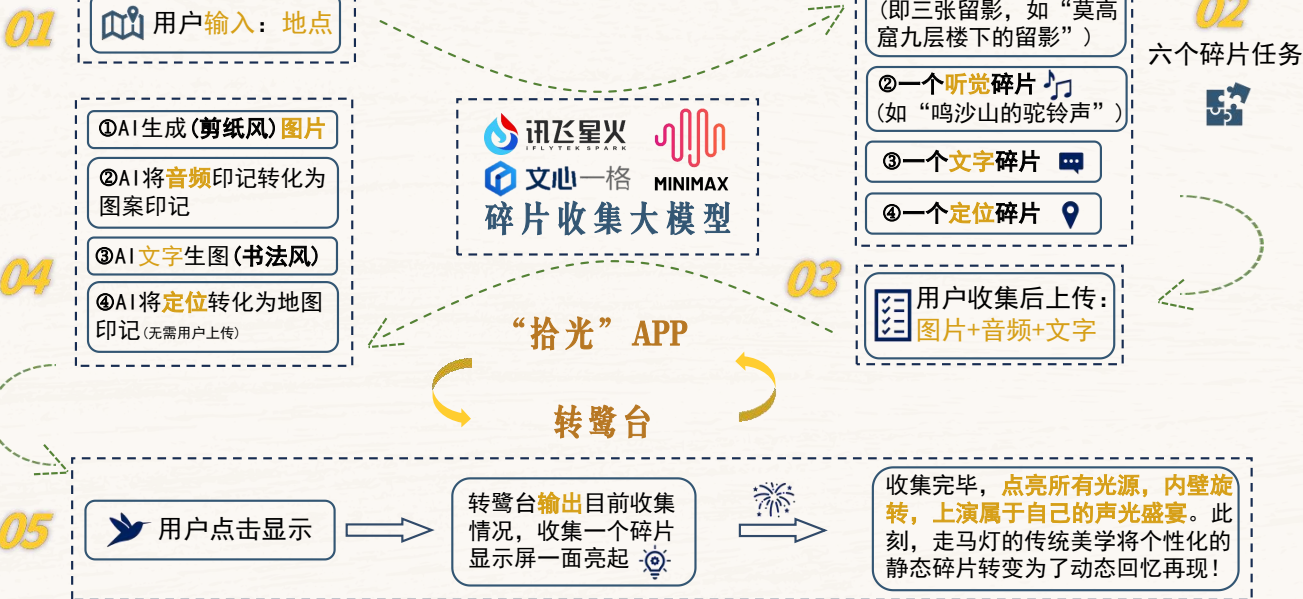 01
用户输入：地点
(即三张留影，如“莫高
窟九层楼下的留影”)
②一个听觉碎片
(如“鸣沙山的驼铃声”)
③一个文字碎片
④一个定位碎片
02
六个碎片任务
讯飞星火
IFLYTEK SPARK
文心一格
MINIMAX
碎片收集大模型
03
用户收集后上传：
图片+音频+文字
04
①AI生成(剪纸风)图片
②AI将音频印记转化为
图案印记
③AI文字生图(书法风)
④AI将定位转化为地图
印记(无需用户上传)
“拾光”APP
转鹭台
05
用户点击显示
转鹭台输出目前收集
情况，收集一个碎片
显示屏一面亮起
收集完毕，点亮所有光源，内壁旋
转，上演属于自己的声光盛宴。此
刻，走马灯的传统美学将个性化的
静态碎片转变为了动态回忆再现！